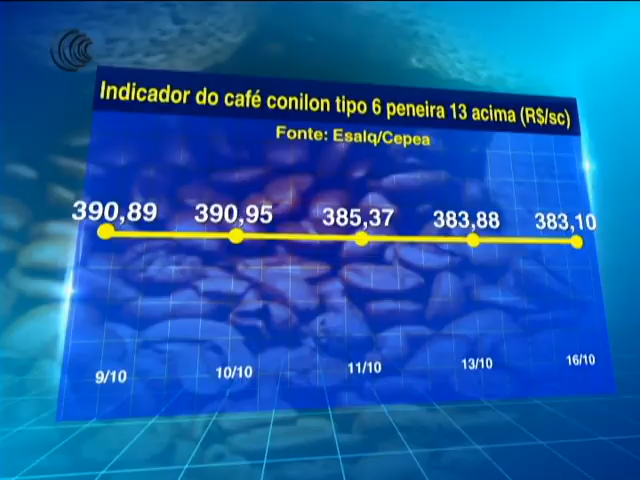 Indicador do café conilon tipo 6 peneira 13 acima (R$/sc)
Fonte: Esalq/Cepea
390,89 390,95 385,37 383,88 383,10
9/10 10/10 11/10 13/10 16/10